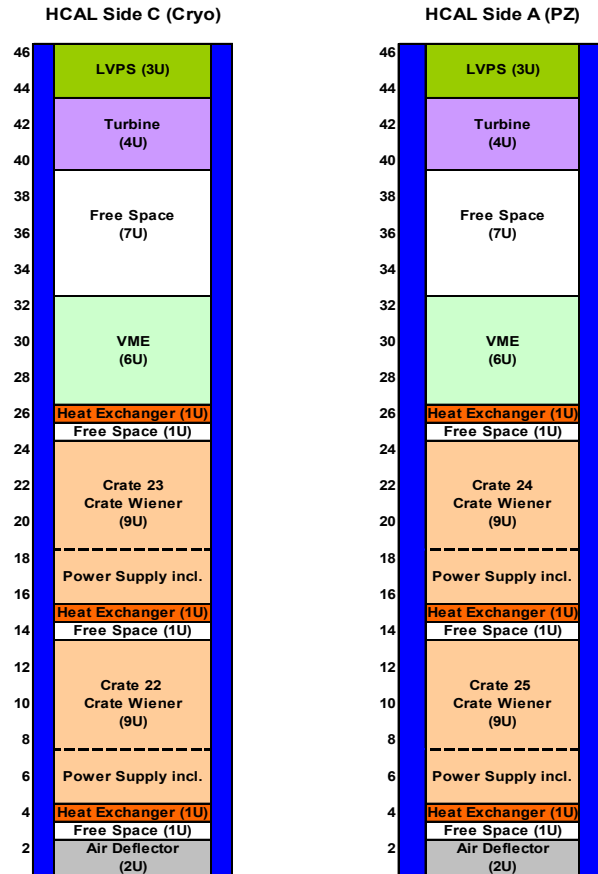 HCAL Side C (Cryo)
46
44
42
40
38
36
34
32
30
28
26
24
22
20
18
16
14
12
10
8
6
4
2
LVPS (3U)
Turbine
(4U)
Free Space
(7U)
VME
(6U)
Heat Exchanger (1U)
Free Space (1U)
Crate 23
Crate Wiener
(9U)
Power Supply incl.
Heat Exchanger (1U)
Free Space (1U)
Crate 22
Crate Wiener
(9U)
Power Supply incl.
Heat Exchanger (1U)
Free Space (1U)
Air Deflector
(2U)
HCAL Side A (PZ)
46
44
42
40
38
36
34
32
30
28
26
24
22
20
18
16
14
12
10
8
6
4
2
LVPS (3U)
Turbine
(4U)
Free Space
(7U)
VME
(6U)
Heat Exchanger (1U)
Free Space (1U)
Crate 24
Crate Wiener
(9U)
Power Supply incl.
Heat Exchanger (1U)
Free Space (1U)
Crate 25
Crate Wiener
(9U)
Power Supply incl.
Heat Exchanger (1U)
Free Space (1U)
Air Deflector
(2U)